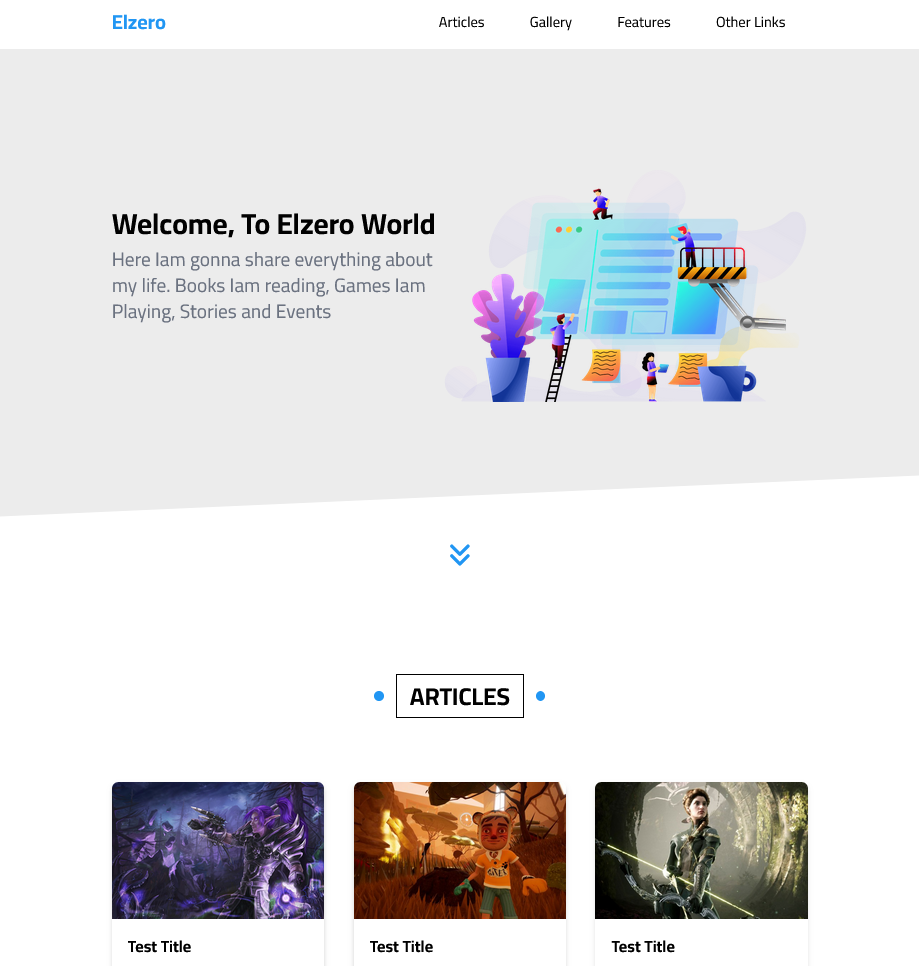 Elzero
Articles
Gallery
Features
Other Links
Welcome, To Elzero World
Here Iam gonna share everything about
my life. Books Iam reading, Games Iam
Playing, Stories and Events
ARTICLES
Test Title
Test Title
Test Title